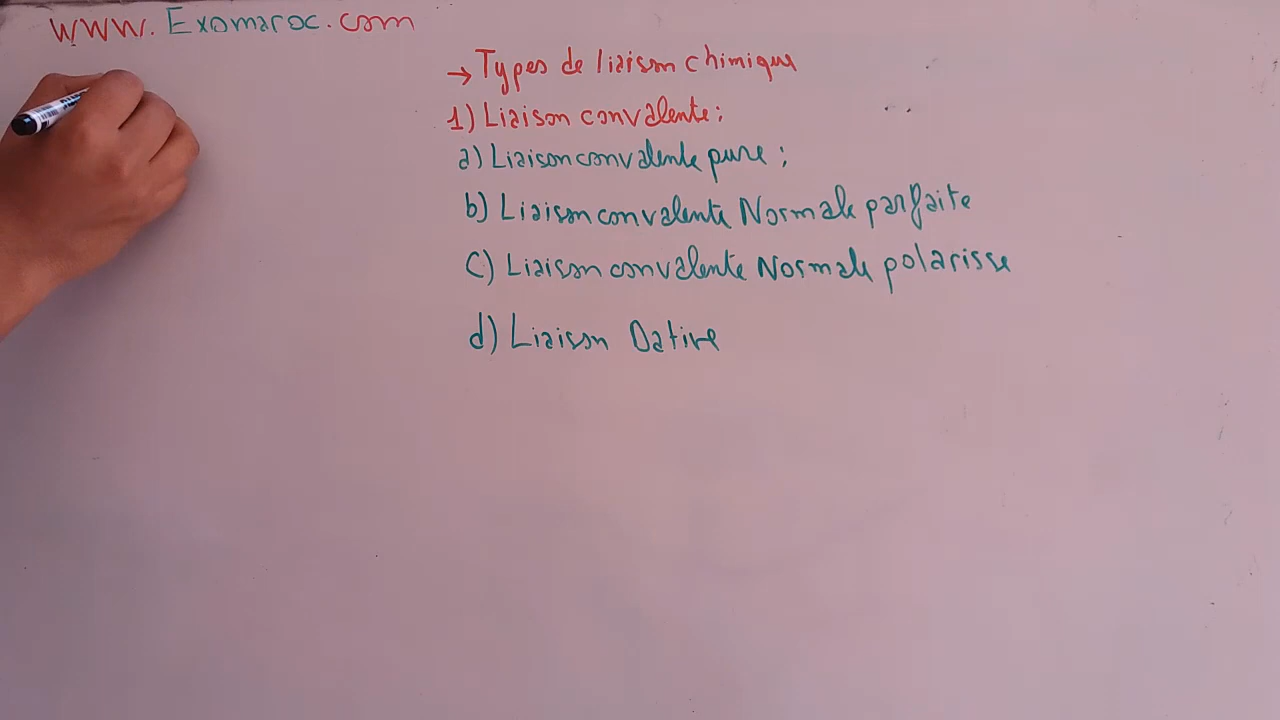 www.Exomaroc.com
→ Types de liaison chimique
1) Liaison convalente :
a) Liaison convalente pure ;
b) Liaison convalente Normale parfaite
C) Liaison convalente Normale polarisse
d) Liaison Dative